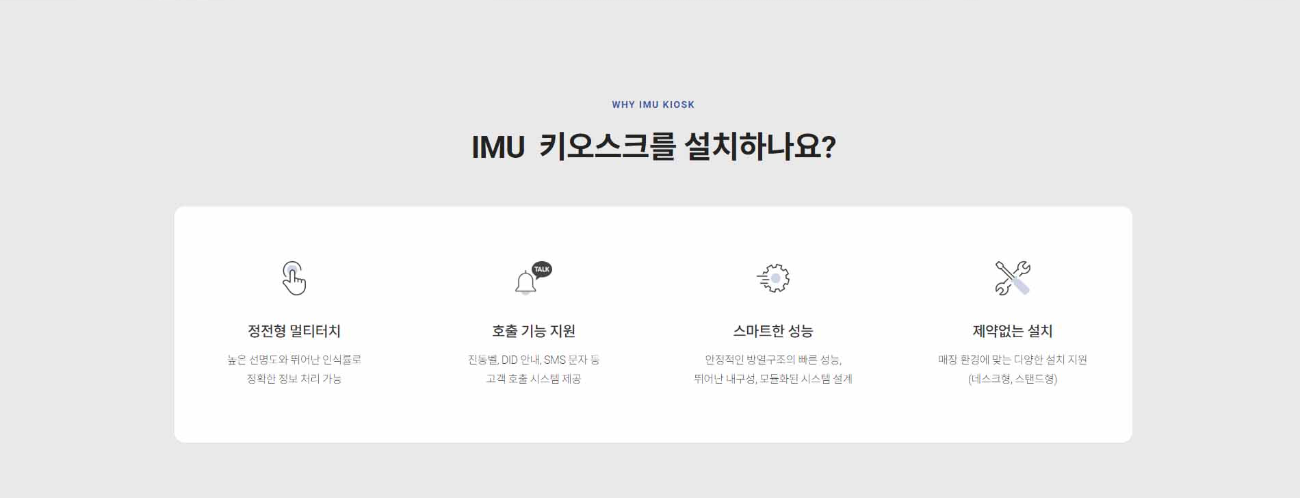 WHY IMU KIOSK
IMU 키오스크를 설치하나요?
TALK
정전형 멀티터치
호출 기능 지원
스마트한 성능
제약없는 설치
높은 선명도와 뛰어난 인식률로
정확한 정보 처리 가능
진동벨, DID 안내, SMS 문자 등
고객 호출 시스템 제공
안정적인 방열구조의 빠른 성능,
뛰어난 내구성, 모듈화된 시스템 설계
매장 환경에 맞는 다양한 설치 지원
(데스크형, 스탠드형)